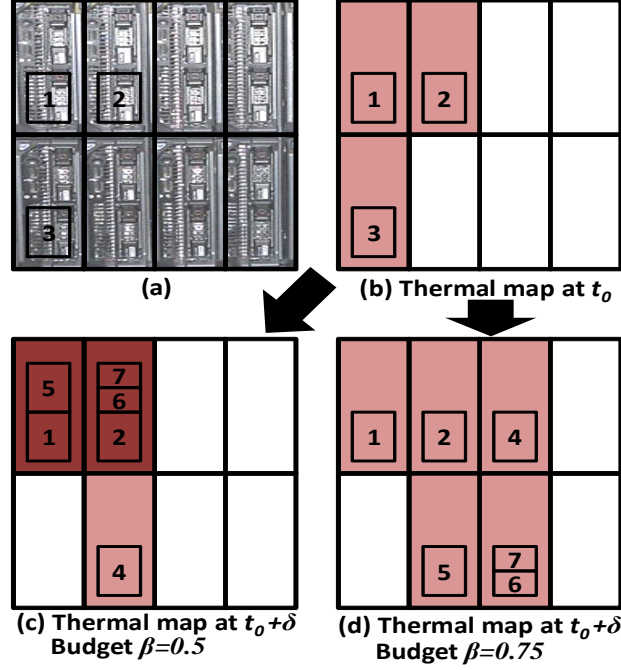 1 2 1 2
3 3
(a) (b) Thermal map at t0
5 7
6
1 2 1 2 4
4 5 7
6
(c) Thermal map at t0+δ (d) Thermal map at t0+δ
Budget β=0.5 Budget β=0.75